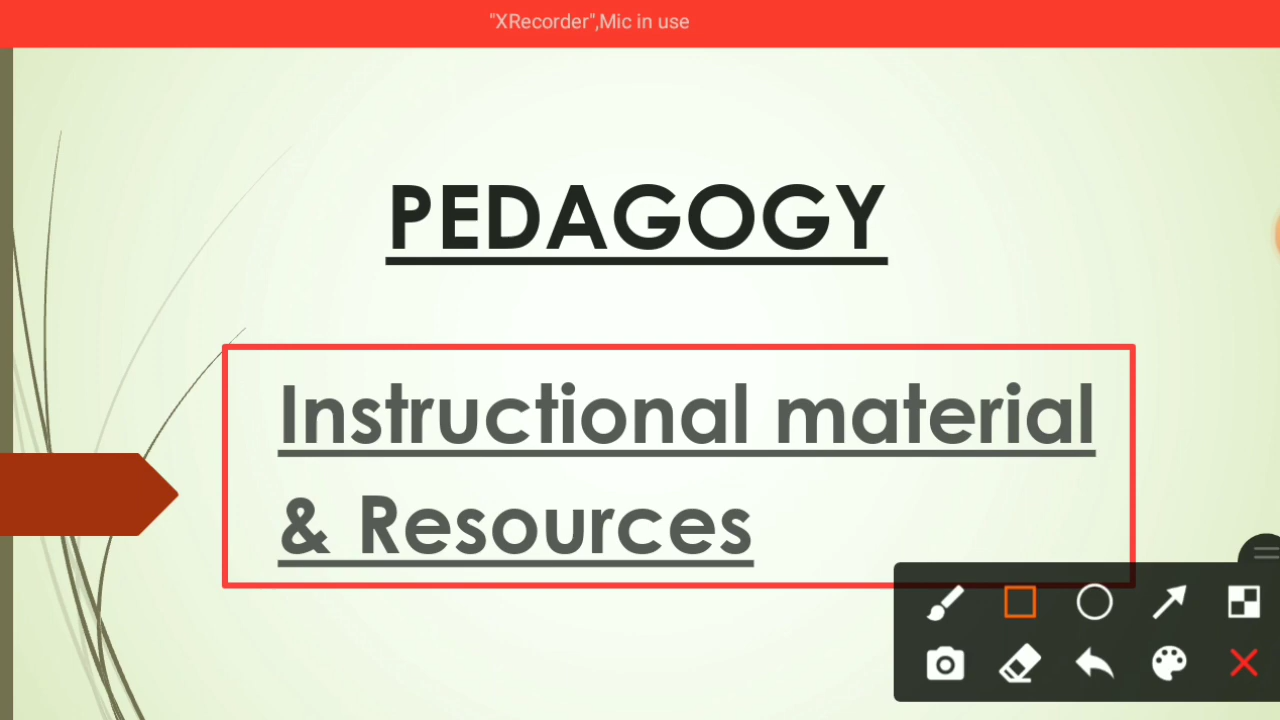 "XRecorder",Mic in use
PEDAGOGY
Instructional material
& Resources